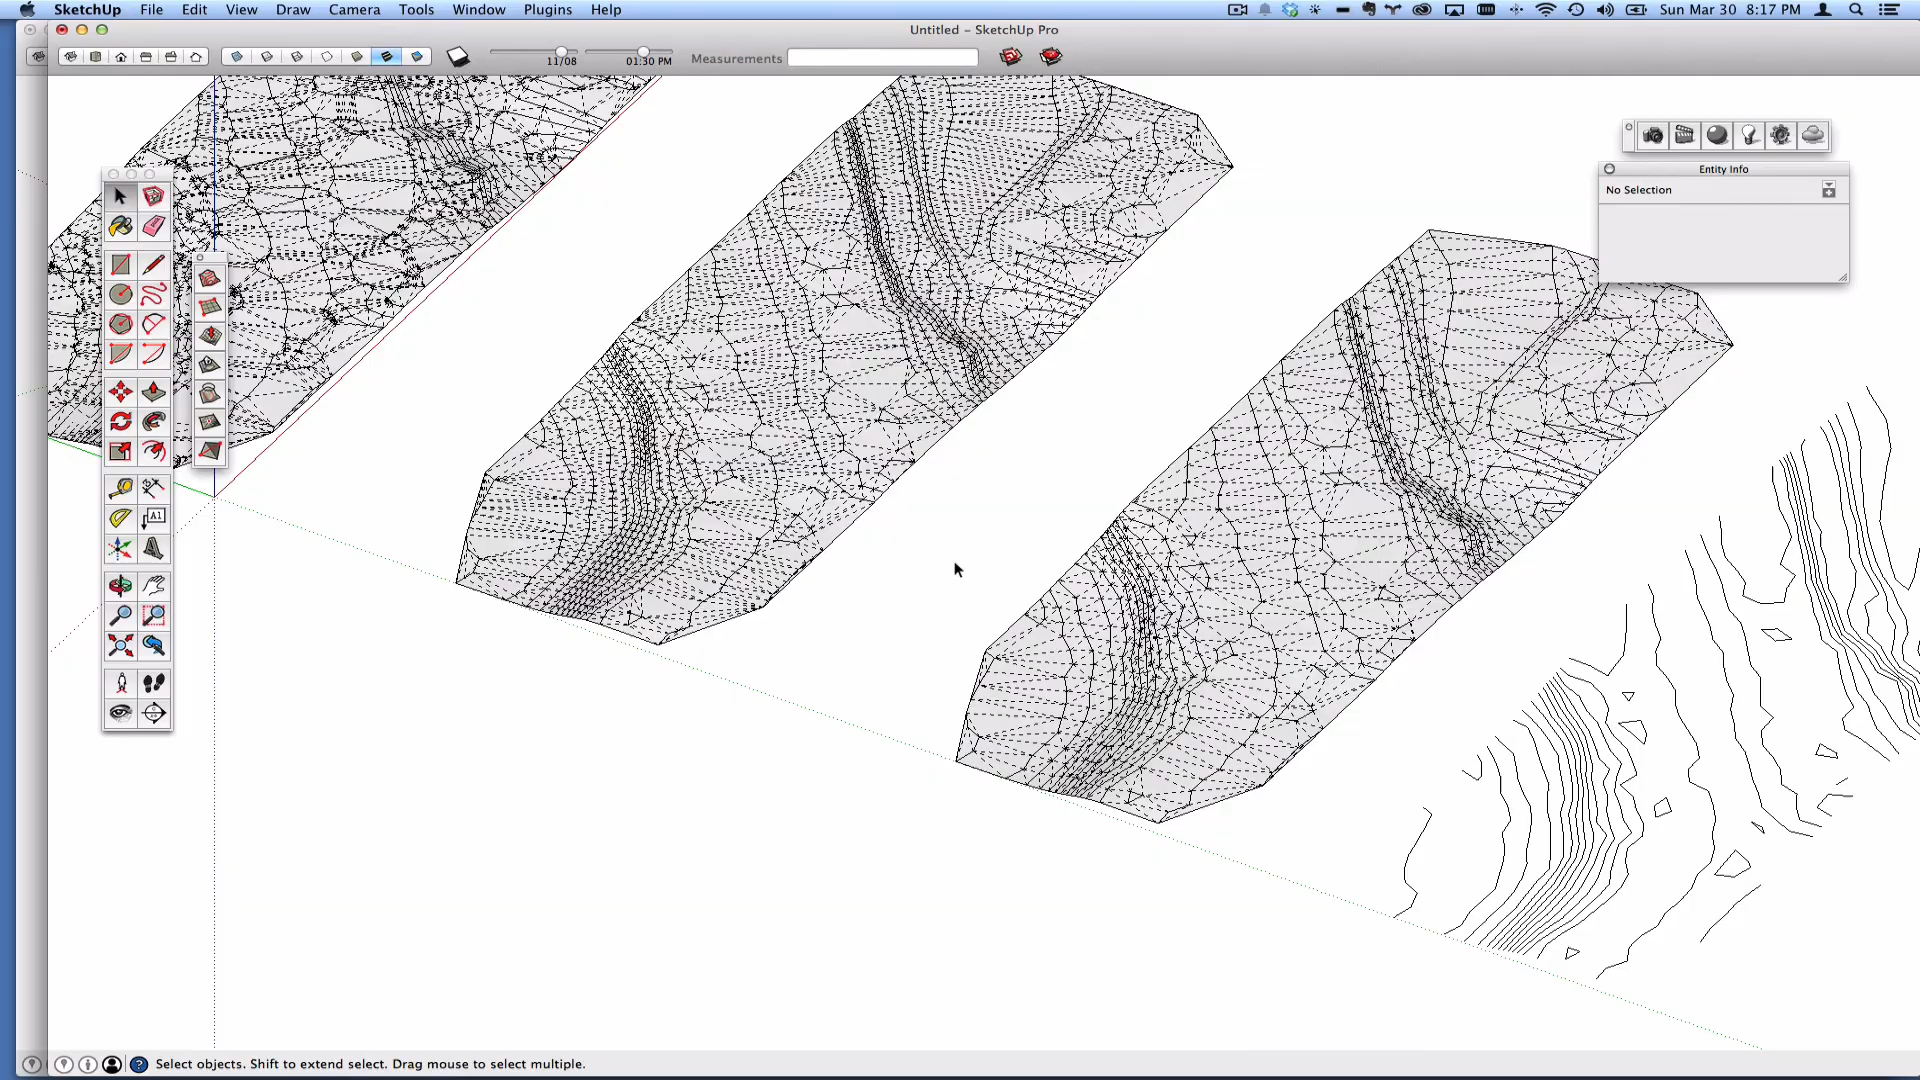 SketchUp File Edit View Draw Camera Tools Window Plugins Help Sun Mar 30 8:17 PM
Untitled – SketchUp Pro
11/08 01:30 PM Measurements
Entity Info
No Selection
A1
Select objects. Shift to extend select. Drag mouse to select multiple.